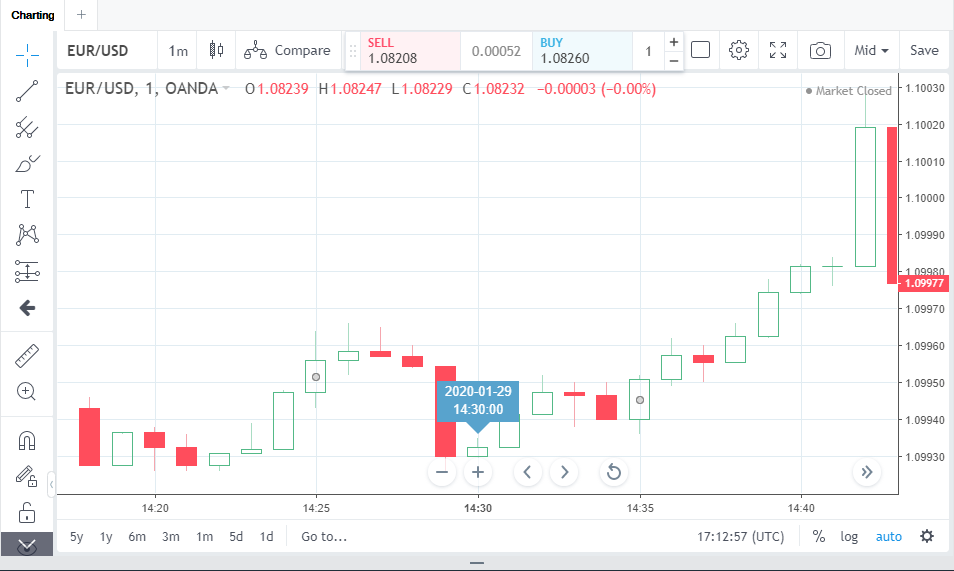 Charting +
EUR/USD 1m Compare SELL 1.08208 0.00052 BUY 1.08260 1 + − Mid Save
EUR/USD, 1, OANDA O1.08239 H1.08247 L1.08229 C1.08232 −0.00003 (−0.00%)
Market Closed
1.10030
1.10020
1.10010
1.10000
1.09990
1.09980
1.09977
1.09970
1.09960
1.09950
1.09940
1.09930
2020-01-29
14:30:00
14:20 14:25 14:30 14:35 14:40
5y 1y 6m 3m 1m 5d 1d Go to... 17:12:57 (UTC) % log auto